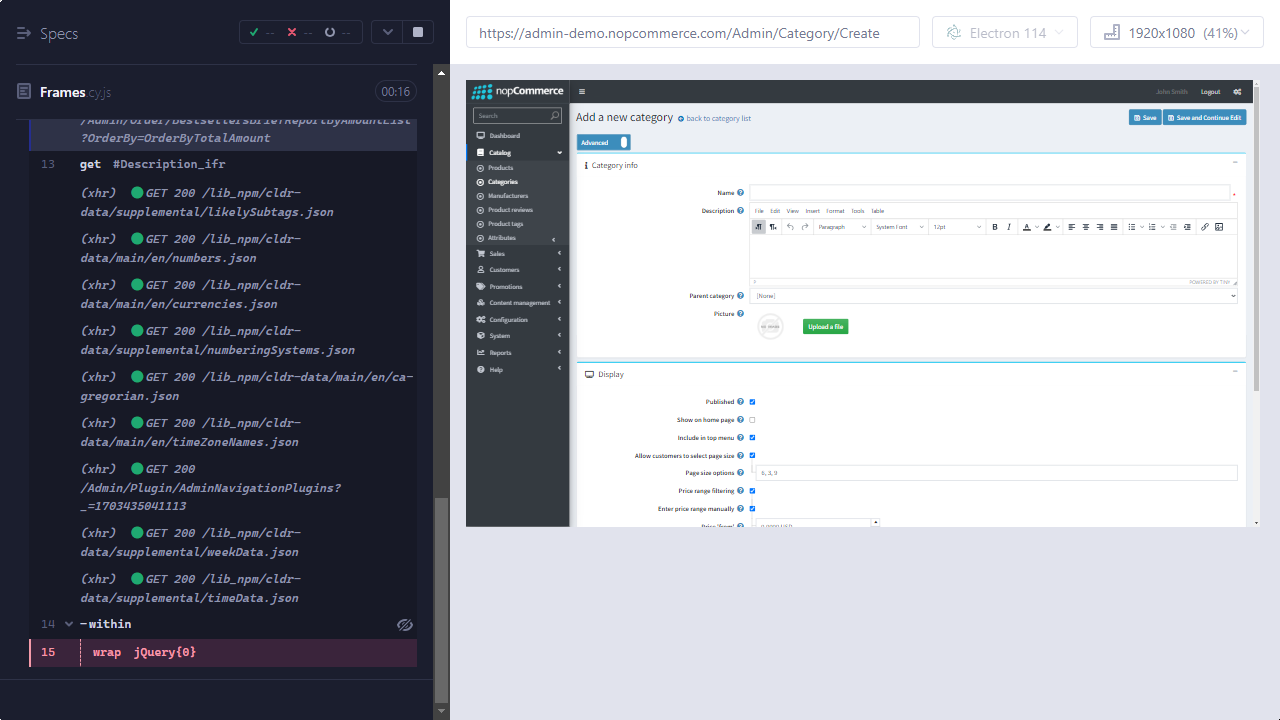 Specs
--
--
--
https://admin-demo.nopcommerce.com/Admin/Category/Create
Electron 114
1920x1080 (41%)
Frames.cy.js
00:16
/Admin/Order/BestsellersBriefReportByAmountList
?OrderBy=OrderByTotalAmount
13 get #Description_ifr
(xhr) GET 200 /lib_npm/cldr-
data/supplemental/likelySubtags.json
(xhr) GET 200 /lib_npm/cldr-
data/main/en/numbers.json
(xhr) GET 200 /lib_npm/cldr-
data/main/en/currencies.json
(xhr) GET 200 /lib_npm/cldr-
data/supplemental/numberingSystems.json
(xhr) GET 200 /lib_npm/cldr-data/main/en/ca-
gregorian.json
(xhr) GET 200 /lib_npm/cldr-
data/main/en/timeZoneNames.json
(xhr) GET 200
/Admin/Plugin/AdminNavigationPlugins?
_=1703435041113
(xhr) GET 200 /lib_npm/cldr-
data/supplemental/weekData.json
(xhr) GET 200 /lib_npm/cldr-
data/supplemental/timeData.json
14 -within
15 wrap jQuery{0}
nopCommerce
John Smith
Logout
Search
Dashboard
Catalog
Products
Categories
Manufacturers
Product reviews
Product tags
Attributes
Sales
Customers
Promotions
Content management
Configuration
System
Reports
Help
Add a new category
back to category list
Save
Save and Continue Edit
Advanced
Category info
Name
*
Description
File Edit View Insert Format Tools Table
Paragraph System Font 12pt B I A
POWERED BY TINY
Parent category
[None]
Picture
Upload a file
Display
Published
Show on home page
Include in top menu
Allow customers to select page size
Page size options
6, 3, 9
Price range filtering
Enter price range manually
Price 'from'
0.0000 USD